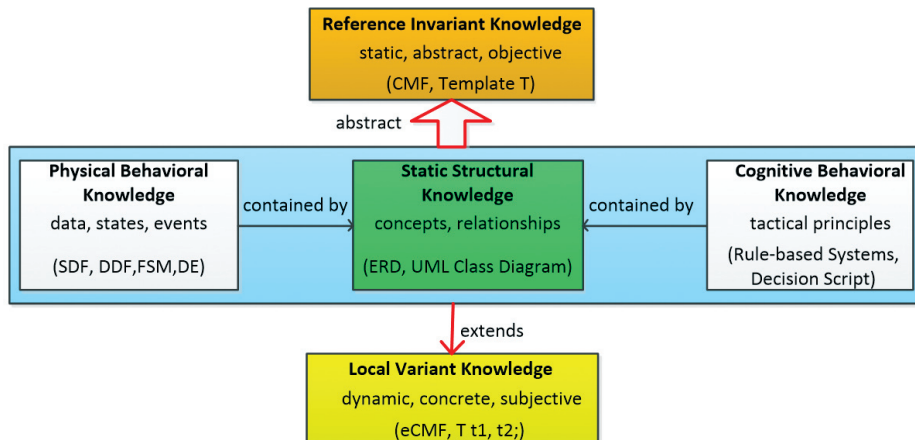 Reference Invariant Knowledge
static, abstract, objective
(CMF, Template T)
abstract
Physical Behavioral
Knowledge
data, states, events
(SDF, DDF,FSM,DE)
contained by
Static Structural
Knowledge
concepts, relationships
(ERD, UML Class Diagram)
contained by
Cognitive Behavioral
Knowledge
tactical principles
(Rule-based Systems,
Decision Script)
extends
Local Variant Knowledge
dynamic, concrete, subjective
(eCMF, T t1, t2;)